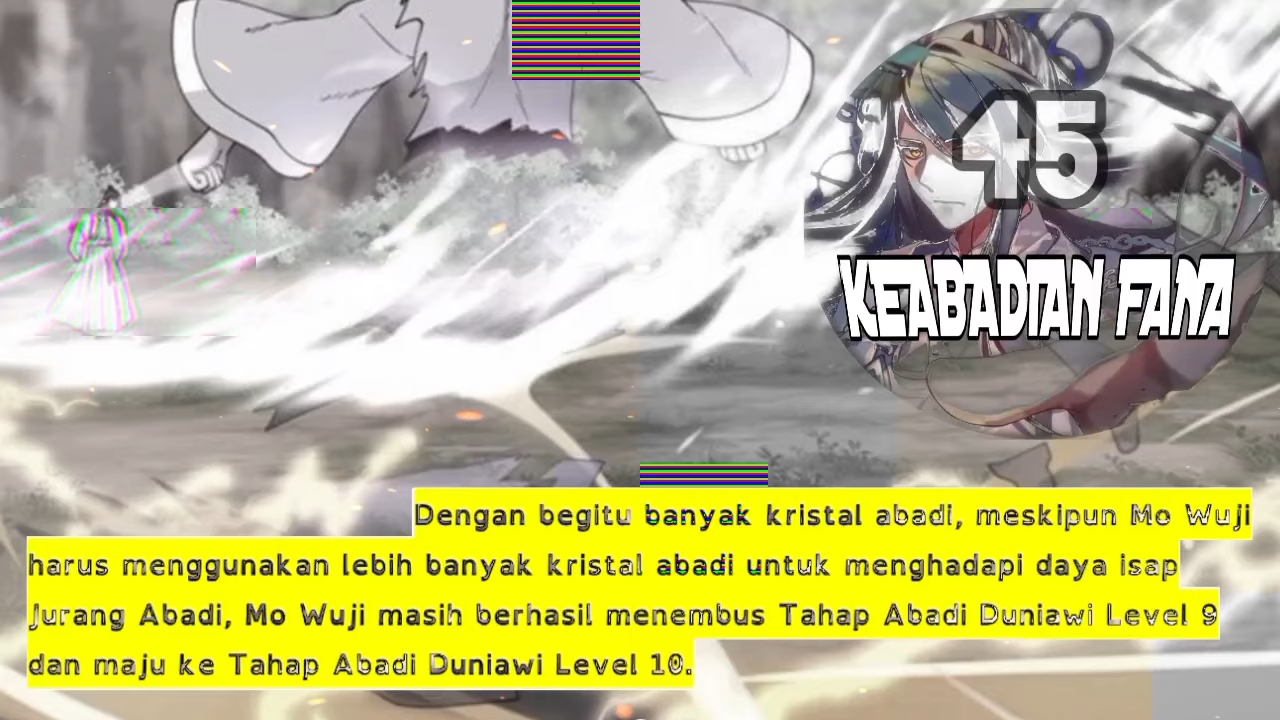 45
KEABADIAN FANA
Dengan begitu banyak kristal abadi, meskipun Mo Wuji
harus menggunakan lebih banyak kristal abadi untuk menghadapi daya isap
Jurang Abadi, Mo Wuji masih berhasil menembus Tahap Abadi Duniawi Level 9
dan maju ke Tahap Abadi Duniawi Level 10.